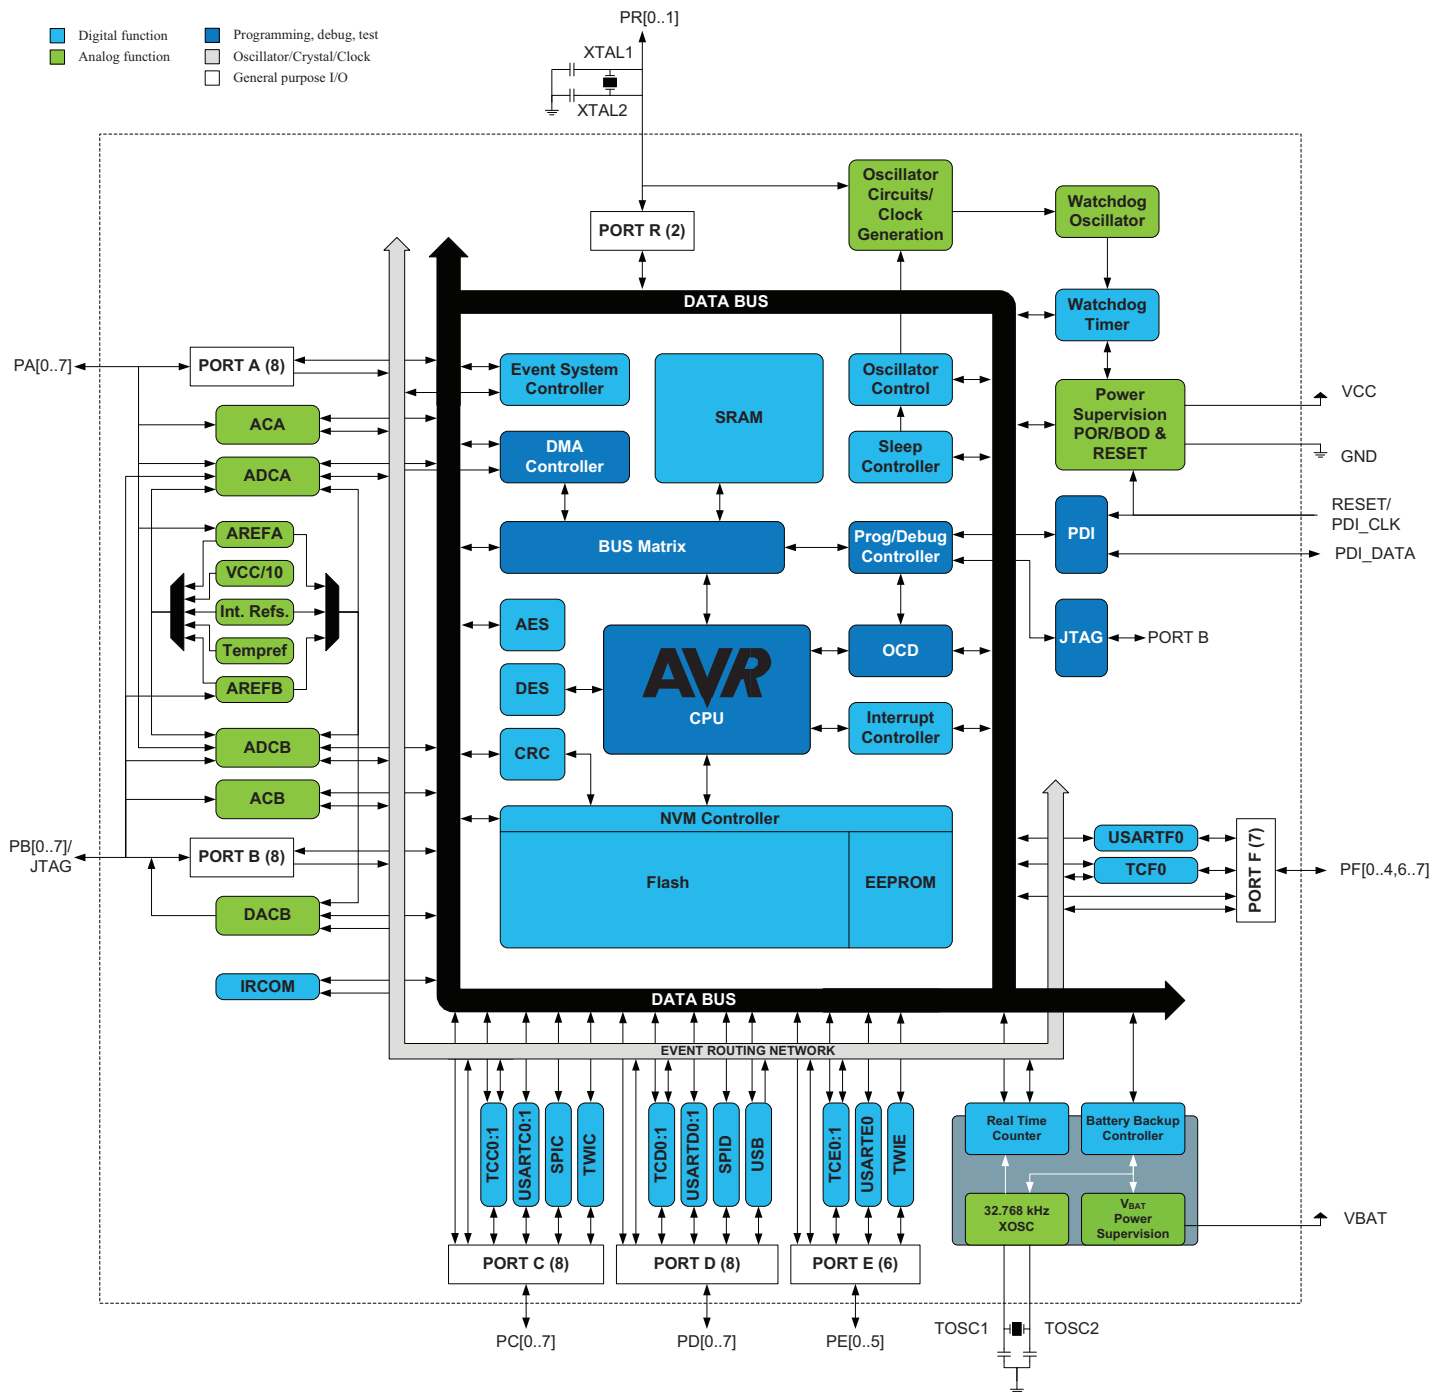 PR[0..1]
Digital function
Programming, debug, test
Analog function
Oscillator/Crystal/Clock
General purpose I/O
XTAL1
XTAL2
Oscillator
Circuits/
Clock
Generation
Watchdog
Oscillator
PORT R (2)
DATA BUS
Watchdog
Timer
PA[0..7]
PORT A (8)
Event System
Controller
SRAM
Oscillator
Control
Power
Supervision
POR/BOD &
RESET
VCC
GND
ACA
DMA
Controller
Sleep
Controller
ADCA
RESET/
PDI_CLK
PDI_DATA
AREFA
BUS Matrix
Prog/Debug
Controller
PDI
VCC/10
Int. Refs.
Tempref
AREFB
AES
AVR
CPU
OCD
JTAG
PORT B
DES
Interrupt
Controller
ADCB
CRC
ACB
NVM Controller
USARTF0
PORT F (7)
PB[0..7]/
JTAG
PORT B (8)
Flash
EEPROM
TCF0
PF[0..4,6..7]
DACB
IRCOM
DATA BUS
EVENT ROUTING NETWORK
TCC0:1
USARTC0:1
SPIC
TWIC
TCD0:1
USARTD0:1
SPID
USB
TCE0:1
USARTE0
TWIE
Real Time
Counter
Battery Backup
Controller
32.768 kHz
XOSC
VBAT
Power
Supervision
VBAT
PORT C (8)
PORT D (8)
PORT E (6)
PC[0..7]
PD[0..7]
PE[0..5]
TOSC1
TOSC2